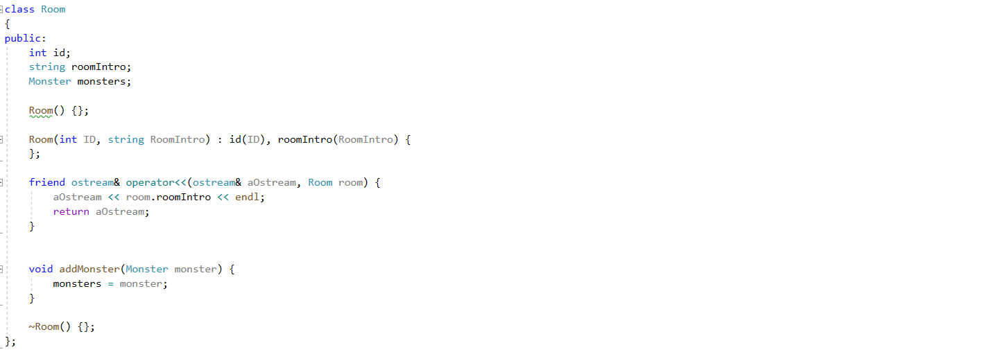 class Room
{
public:
    int id;
    string roomIntro;
    Monster monsters;

    Room() {};

    Room(int ID, string RoomIntro) : id(ID), roomIntro(RoomIntro) {
    };

    friend ostream& operator<<(ostream& aOstream, Room room) {
        aOstream << room.roomIntro << endl;
        return aOstream;
    }


    void addMonster(Monster monster) {
        monsters = monster;
    }

    ~Room() {};
};